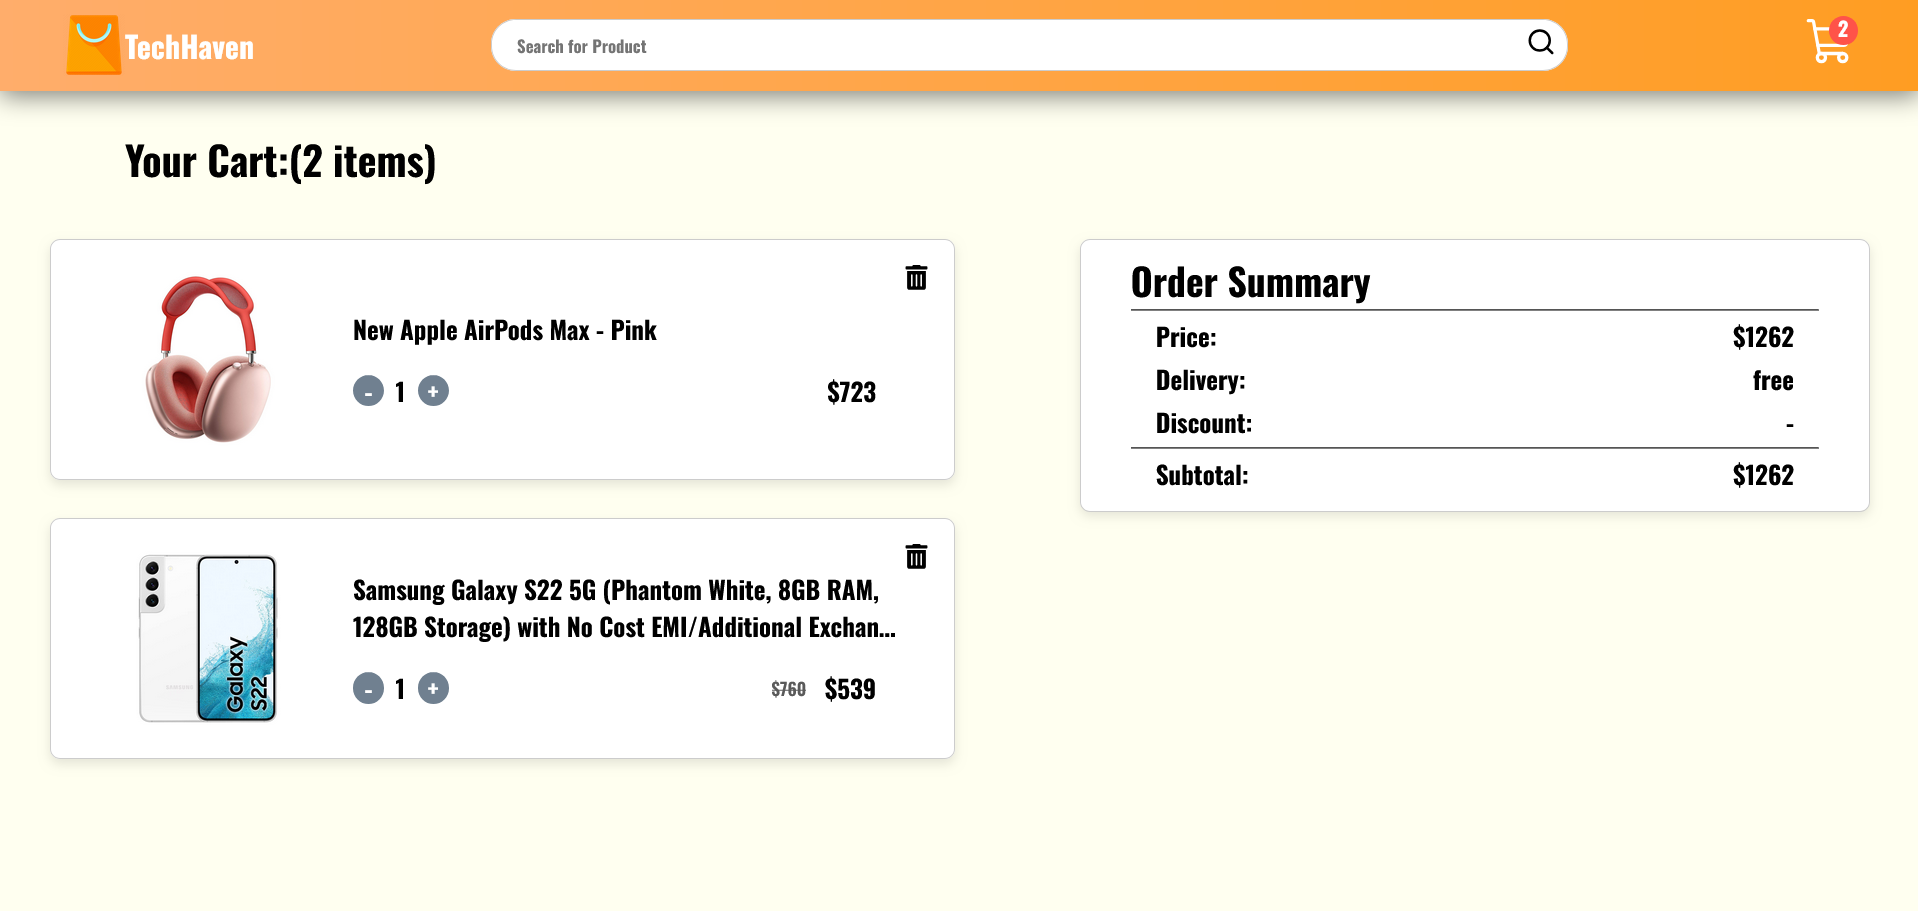 TechHaven
Search for Product
2
Your Cart:(2 items)
New Apple AirPods Max - Pink
- 1 +
$723
Samsung Galaxy S22 5G (Phantom White, 8GB RAM,
128GB Storage) with No Cost EMI/Additional Exchan...
- 1 +
$760 $539
SAMSUNG
Galaxy
S22
Order Summary
Price: $1262
Delivery: free
Discount: -
Subtotal: $1262